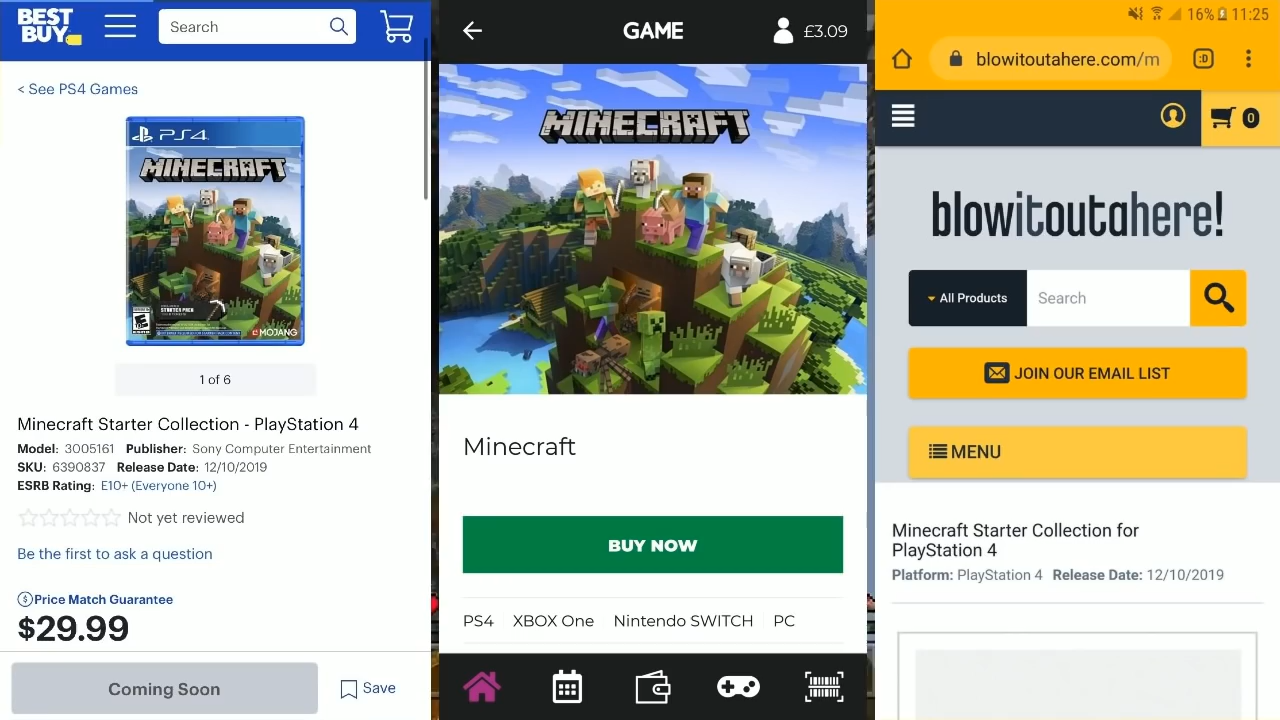 BEST
BUY
Search
< See PS4 Games
PS4
MINECRAFT
STARTER PACK
MOJANG
1 of 6
Minecraft Starter Collection - PlayStation 4
Model: 3005161 Publisher: Sony Computer Entertainment
SKU: 6390837 Release Date: 12/10/2019
ESRB Rating: E10+ (Everyone 10+)
Not yet reviewed
Be the first to ask a question
Price Match Guarantee
$29.99
Coming Soon
Save
GAME
£3.09
MINECRAFT
Minecraft
BUY NOW
PS4 XBOX One Nintendo SWITCH PC
16% 11:25
blowitoutahere.com/m
:D
0
blowitoutahere!
All Products
Search
JOIN OUR EMAIL LIST
MENU
Minecraft Starter Collection for
PlayStation 4
Platform: PlayStation 4 Release Date: 12/10/2019